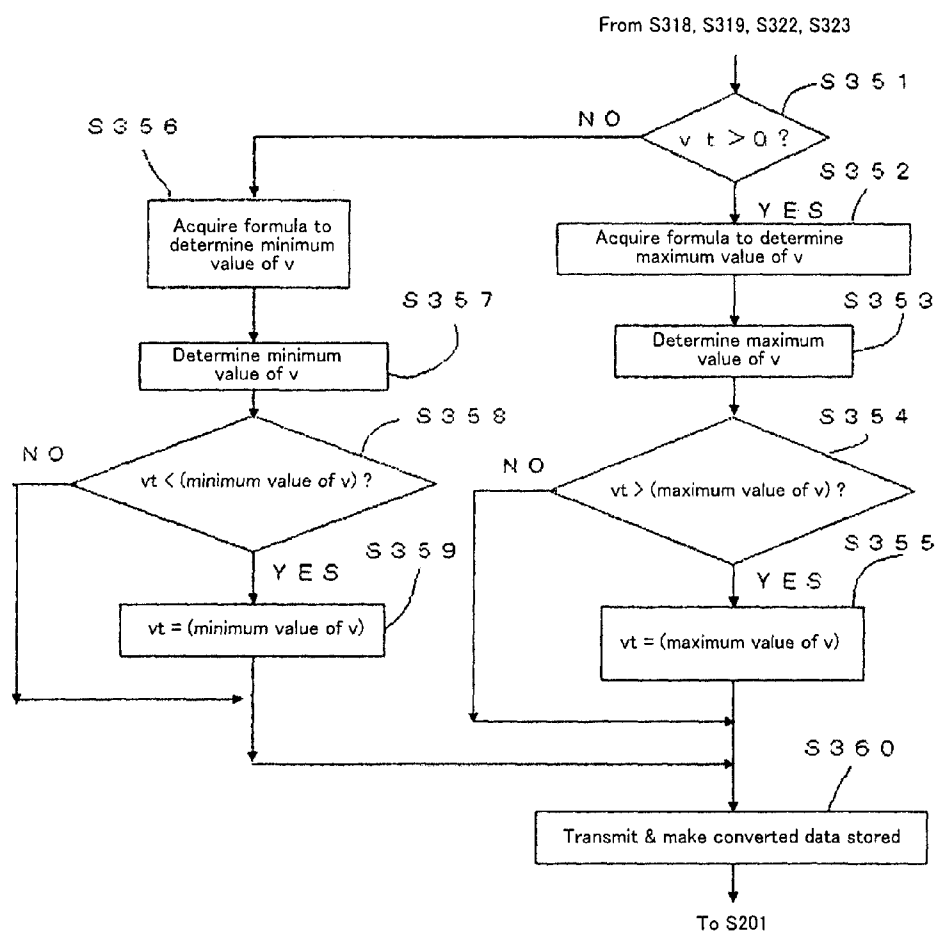 From S318, S319, S322, S323
S351
NO
S356
vt > 0 ?
S352
YES
Acquire formula to
determine minimum
value of v
Acquire formula to determine
maximum value of v
S357
S353
Determine minimum
value of v
Determine maximum
value of v
S358
S354
NO
vt < (minimum value of v) ?
NO
vt > (maximum value of v) ?
S359
YES
S355
YES
vt = (minimum value of v)
vt = (maximum value of v)
S360
Transmit & make converted data stored
To S201